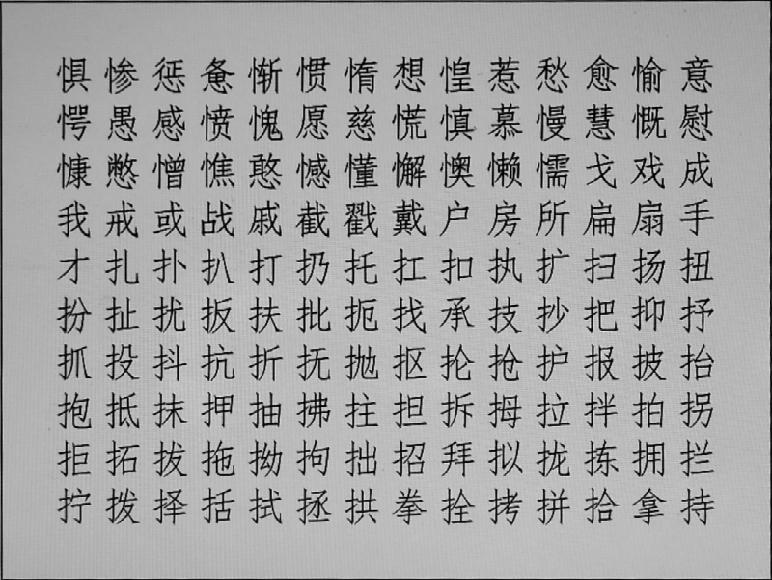 惧惨惩惫惭惯惰想惶惹愁愈愉意
愕愚感愤愧愿慈慌慎慕慢慧慨慰
慷憋憎憔憨憾懂懈懊懒懦戈戏成
我戒或战戚截戳戴户房所扁扇手
才扎扑扒打扔托扛扣执扩扫扬扭
扮扯扰扳扶批扼找承技抄把抑抒
抓投抖抗折抚抛抠抡抢护报披抬
抱抵抹押抽拂拄担拆拇拉拌拍拐
拒拓拔拖拗拘拙招拜拟拢拣拥拦
拧拨择括拭拯拱拳拴拷拼拾拿持